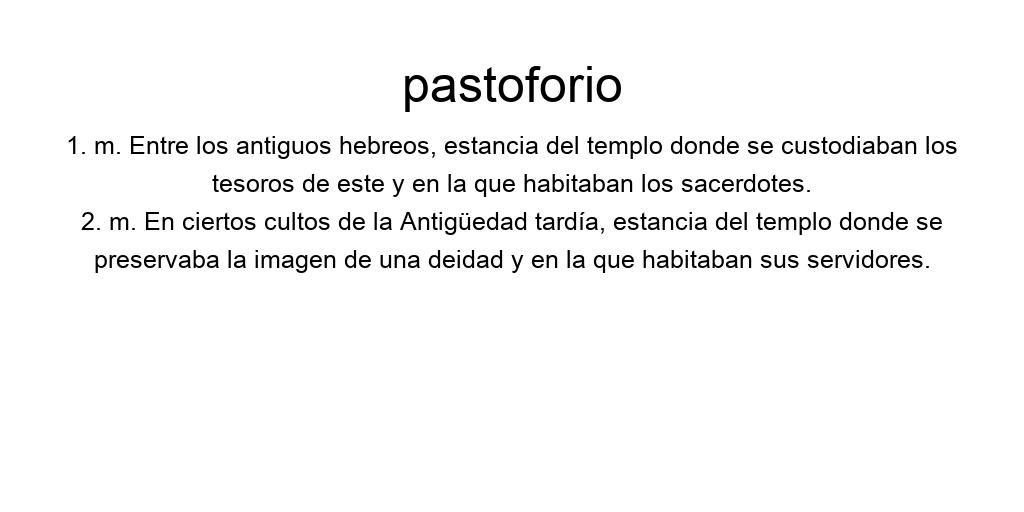 pastoforio
1. m. Entre los antiguos hebreos, estancia del templo donde se custodiaban los
tesoros de este y en la que habitaban los sacerdotes.
2. m. En ciertos cultos de la Antigüedad tardía, estancia del templo donde se
preservaba la imagen de una deidad y en la que habitaban sus servidores.